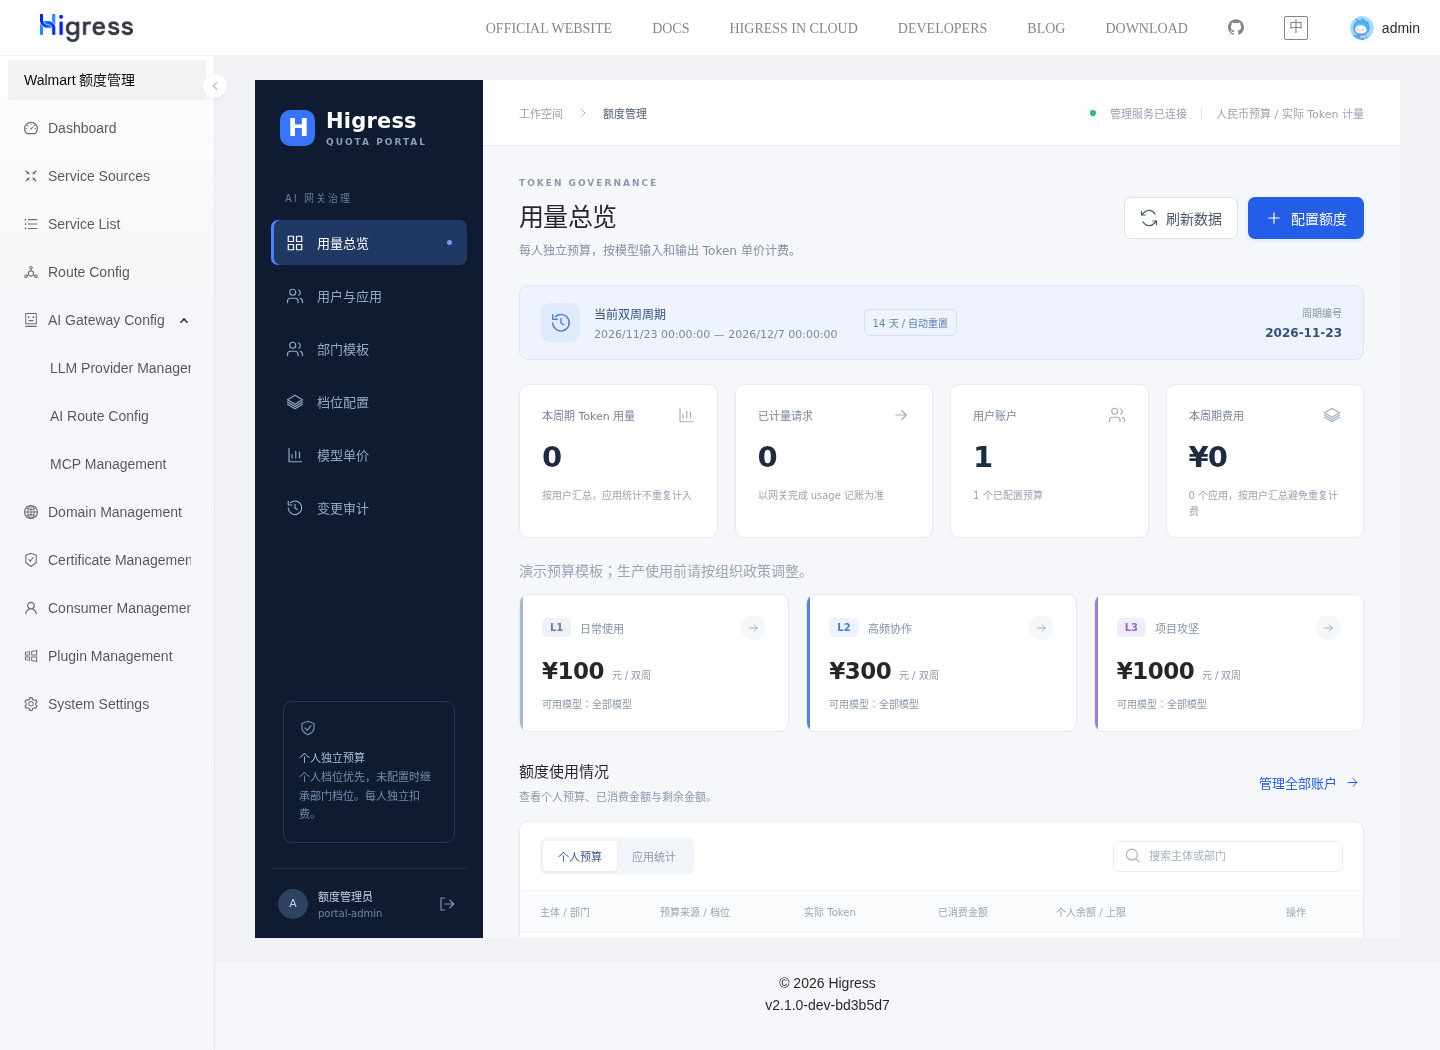 Higress
OFFICIAL WEBSITE
DOCS
HIGRESS IN CLOUD
DEVELOPERS
BLOG
DOWNLOAD
中
admin
Walmart 额度管理
Dashboard
Service Sources
Service List
Route Config
AI Gateway Config
LLM Provider Manager
AI Route Config
MCP Management
Domain Management
Certificate Managemen
Consumer Managemer
Plugin Management
System Settings
H
Higress
QUOTA PORTAL
AI 网关治理
用量总览
用户与应用
部门模板
档位配置
模型单价
变更审计
个人独立预算
个人档位优先，未配置时继
承部门档位。每人独立扣
费。
A
额度管理员
portal-admin
工作空间
额度管理
管理服务已连接
人民币预算 / 实际 Token 计量
TOKEN GOVERNANCE
用量总览
每人独立预算，按模型输入和输出 Token 单价计费。
刷新数据
配置额度
当前双周周期
2026/11/23 00:00:00 — 2026/12/7 00:00:00
14 天 / 自动重置
周期编号
2026-11-23
本周期 Token 用量
0
按用户汇总，应用统计不重复计入
已计量请求
0
以网关完成 usage 记账为准
用户账户
1
1 个已配置预算
本周期费用
¥0
0 个应用，按用户汇总避免重复计
费
演示预算模板；生产使用前请按组织政策调整。
L1 日常使用
¥100 元 / 双周
可用模型：全部模型
L2 高频协作
¥300 元 / 双周
可用模型：全部模型
L3 项目攻坚
¥1000 元 / 双周
可用模型：全部模型
额度使用情况
查看个人预算、已消费金额与剩余金额。
管理全部账户
个人预算
应用统计
搜索主体或部门
主体 / 部门
预算来源 / 档位
实际 Token
已消费金额
个人余额 / 上限
操作
© 2026 Higress
v2.1.0-dev-bd3b5d7